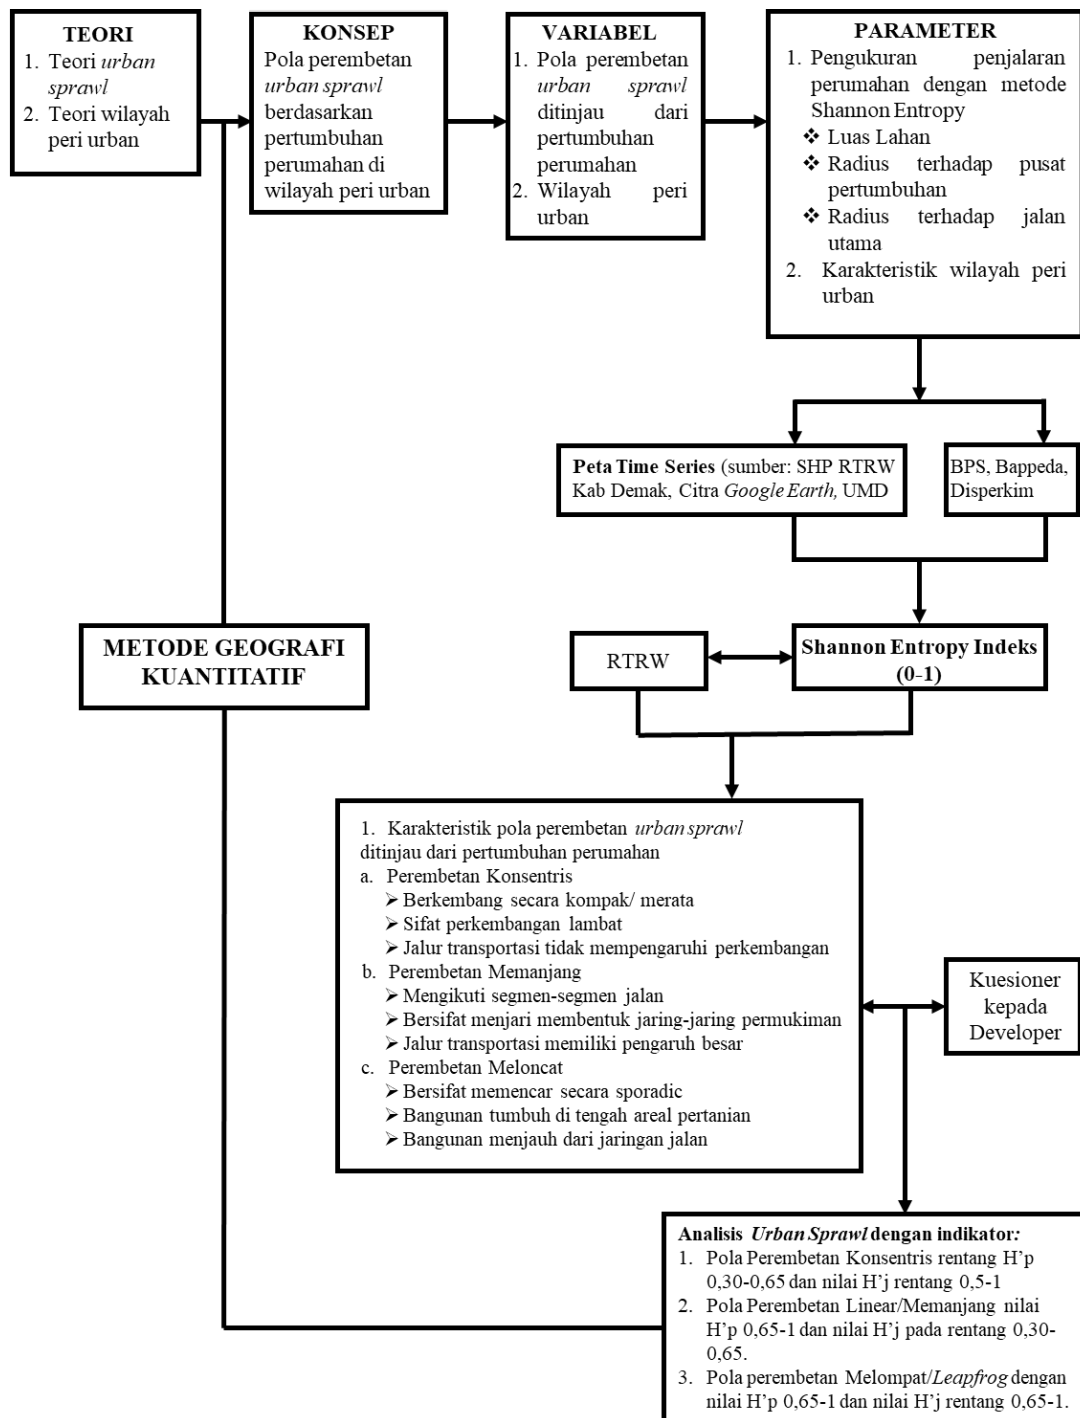 TEORI
1. Teori urban
sprawl
2. Teori wilayah
peri urban
KONSEP
Pola perembetan
urban sprawl
berdasarkan
pertumbuhan
perumahan di
wilayah peri urban
VARIABEL
1. Pola perembetan
urban sprawl
ditinjau dari
pertumbuhan
perumahan
2. Wilayah peri
urban
PARAMETER
1. Pengukuran penjalaran
perumahan dengan metode
Shannon Entropy
❖ Luas Lahan
❖ Radius terhadap pusat
pertumbuhan
❖ Radius terhadap jalan
utama
2. Karakteristik wilayah peri
urban
Peta Time Series (sumber: SHP RTRW
Kab Demak, Citra Google Earth, UMD
BPS, Bappeda,
Disperkim
METODE GEOGRAFI
KUANTITATIF
RTRW
Shannon Entropy Indeks
(0-1)
1. Karakteristik pola perembetan urban sprawl
ditinjau dari pertumbuhan perumahan
a. Perembetan Konsentris
➢ Berkembang secara kompak/ merata
➢ Sifat perkembangan lambat
➢ Jalur transportasi tidak mempengaruhi perkembangan
b. Perembetan Memanjang
➢ Mengikuti segmen-segmen jalan
➢ Bersifat menjari membentuk jaring-jaring permukiman
➢ Jalur transportasi memiliki pengaruh besar
c. Perembetan Meloncat
➢ Bersifat memencar secara sporadic
➢ Bangunan tumbuh di tengah areal pertanian
➢ Bangunan menjauh dari jaringan jalan
Kuesioner
kepada
Developer
Analisis Urban Sprawl dengan indikator:
1. Pola Perembetan Konsentris rentang H’p
0,30-0,65 dan nilai H’j rentang 0,5-1
2. Pola Perembetan Linear/Memanjang nilai
H’p 0,65-1 dan nilai H’j pada rentang 0,30-
0,65.
3. Pola perembetan Melompat/Leapfrog dengan
nilai H’p 0,65-1 dan nilai H’j rentang 0,65-1.